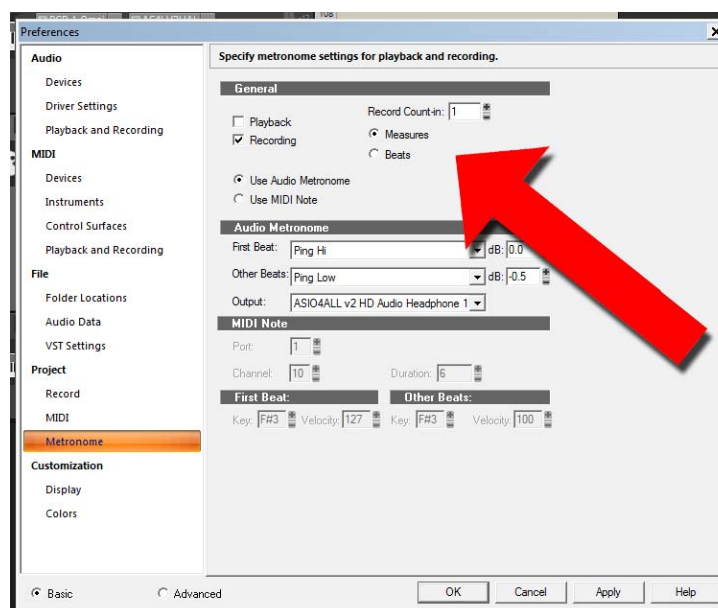 108
Preferences
Audio
Devices
Driver Settings
Playback and Recording
MIDI
Devices
Instruments
Control Surfaces
Playback and Recording
File
Folder Locations
Audio Data
VST Settings
Project
Record
MIDI
Metronome
Customization
Display
Colors
Specify metronome settings for playback and recording.
General
Playback
Recording
Record Count-in: 1
Measures
Beats
Use Audio Metronome
Use MIDI Note
Audio Metronome
First Beat: Ping Hi dB: 0.0
Other Beats: Ping Low dB: -0.5
Output: ASIO4ALL v2 HD Audio Headphone 1
MIDI Note
Port: 1
Channel: 10 Duration: 6
First Beat: Other Beats:
Key: F#3 Velocity: 127 Key: F#3 Velocity: 100
Basic Advanced OK Cancel Apply Help